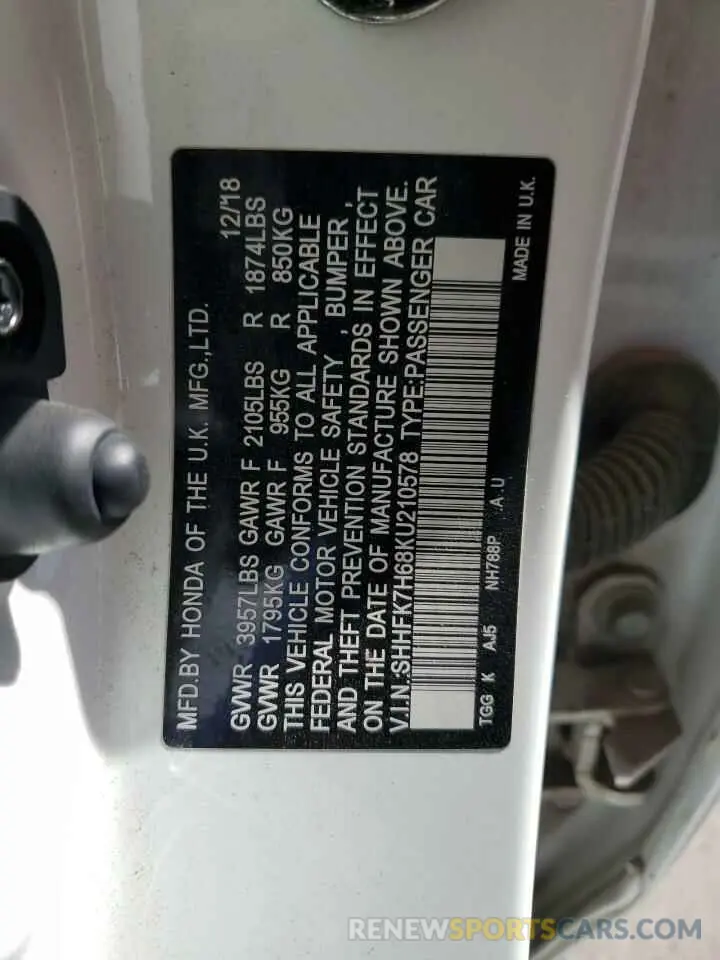 MFD.BY HONDA OF THE U.K. MFG.,LTD.
12/18
GVWR 3957LBS GAWR F 2105LBS R 1874LBS
GVWR 1795KG GAWR F 955KG R 850KG
THIS VEHICLE CONFORMS TO ALL APPLICABLE
FEDERAL MOTOR VEHICLE SAFETY , BUMPER ,
AND THEFT PREVENTION STANDARDS IN EFFECT
ON THE DATE OF MANUFACTURE SHOWN ABOVE.
V.I.N.:SHHFK7H68KU210578 TYPE:PASSENGER CAR
TGG K AJ5 NH788P A.U
MADE IN U.K.
RENEWSPORTSCARS.COM